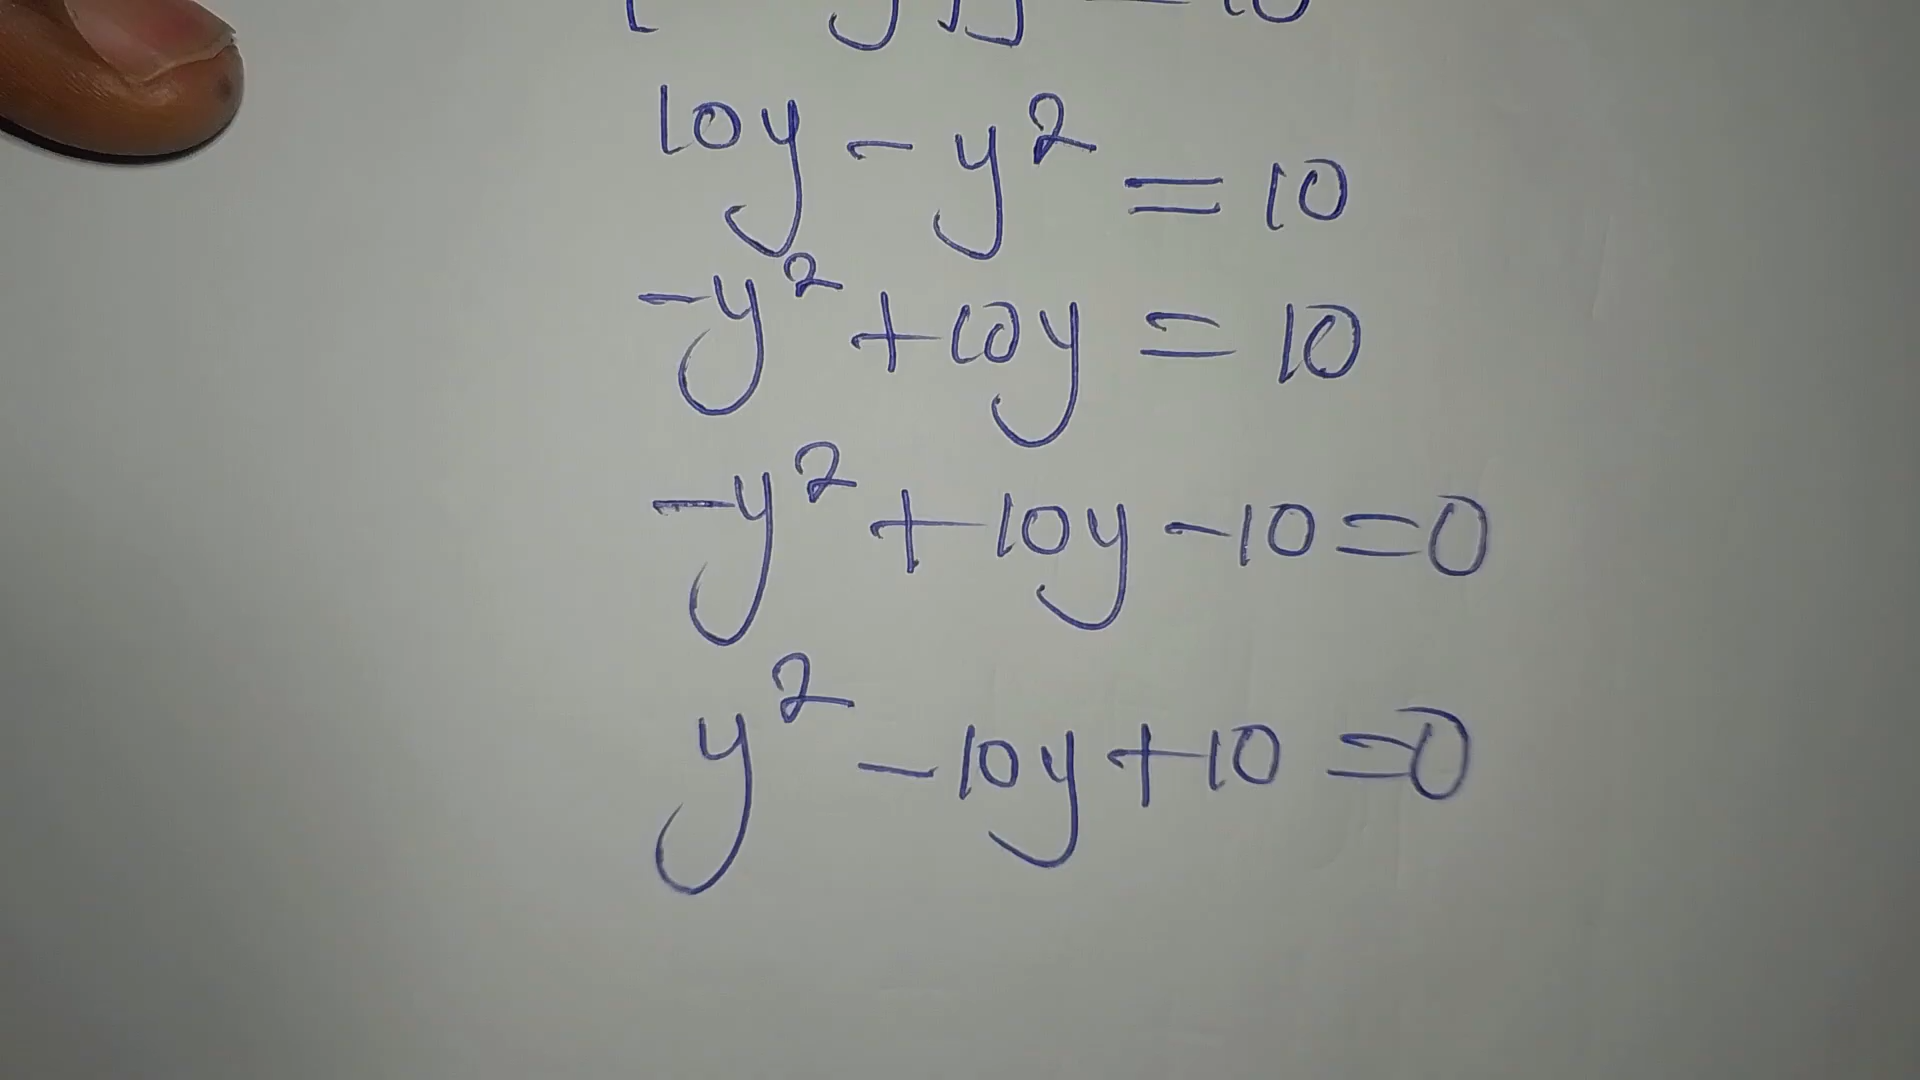 10y - y² = 10
-y² + 10y = 10
-y² + 10y - 10 = 0
y² - 10y + 10 = 0